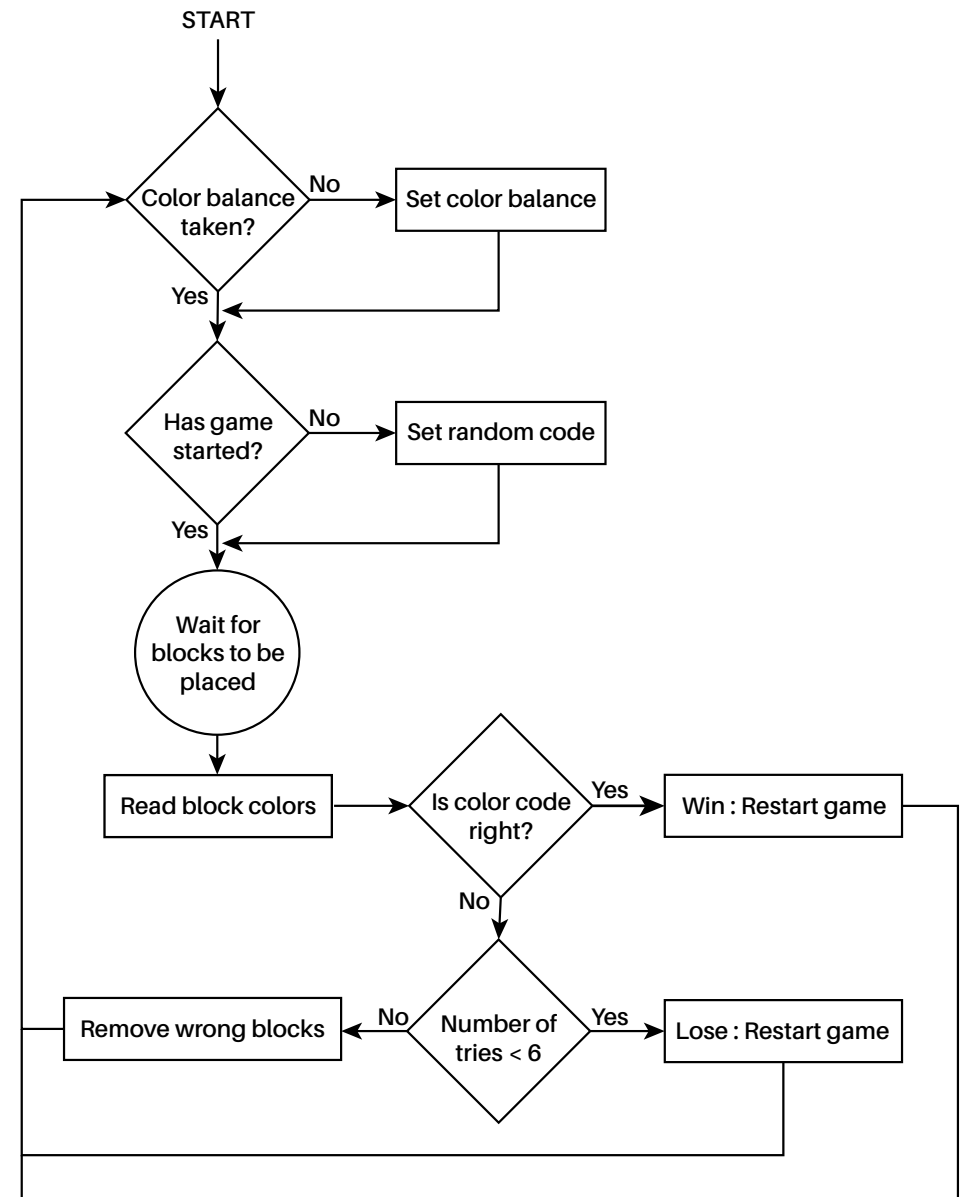 START
Color balance
taken?
No
Set color balance
Yes
Has game
started?
No
Set random code
Yes
Wait for
blocks to be
placed
Read block colors
Is color code
right?
Yes
Win : Restart game
No
Remove wrong blocks
No
Number of
tries < 6
Yes
Lose : Restart game